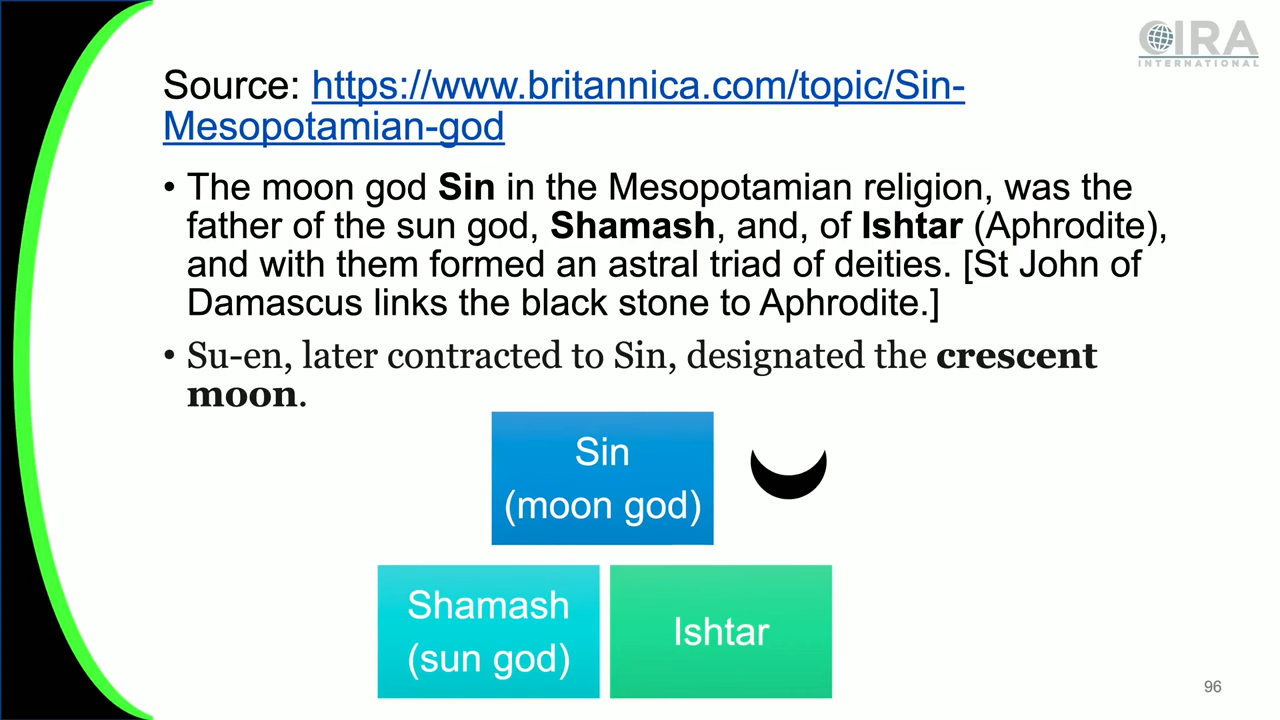 CIRA
INTERNATIONAL
Source: https://www.britannica.com/topic/Sin-
Mesopotamian-god
• The moon god Sin in the Mesopotamian religion, was the
father of the sun god, Shamash, and, of Ishtar (Aphrodite),
and with them formed an astral triad of deities. [St John of
Damascus links the black stone to Aphrodite.]
• Su-en, later contracted to Sin, designated the crescent
moon.
Sin
(moon god)
Shamash
(sun god)
Ishtar
96